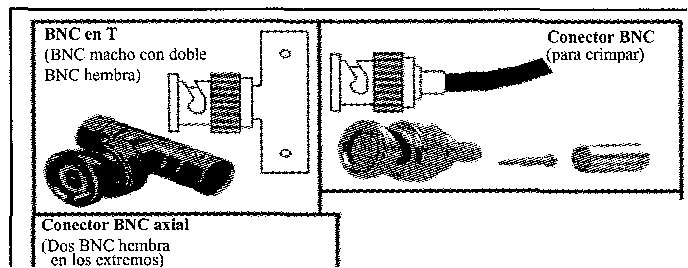 BNC en T
(BNC macho con doble
BNC hembra)
Conector BNC
(para crimpar)
Conector BNC axial
(Dos BNC hembra
en los extremos)